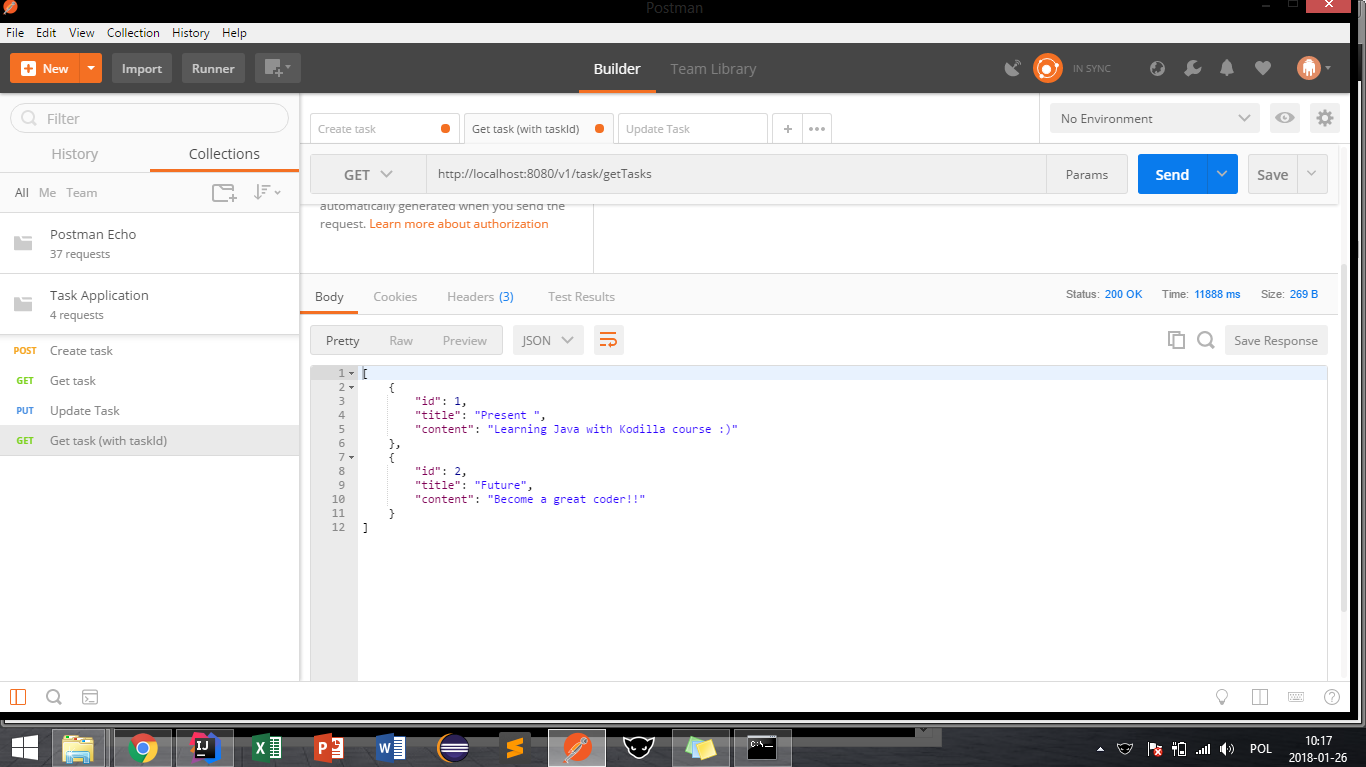 Postman
File Edit View Collection History Help
New Import Runner Builder Team Library IN SYNC
Filter
History Collections
All Me Team
Postman Echo
37 requests
Task Application
4 requests
POST Create task
GET Get task
PUT Update Task
GET Get task (with taskId)
Create task Get task (with taskId) Update Task + ••• No Environment
GET http://localhost:8080/v1/task/getTasks Params Send Save
automatically generated when you send the
request. Learn more about authorization
Body Cookies Headers (3) Test Results Status: 200 OK Time: 11888 ms Size: 269 B
Pretty Raw Preview JSON Save Response
1 [
2 {
3 "id": 1,
4 "title": "Present ",
5 "content": "Learning Java with Kodilla course :)"
6 },
7 {
8 "id": 2,
9 "title": "Future",
10 "content": "Become a great coder!!"
11 }
12 ]
POL 10:17
2018-01-26